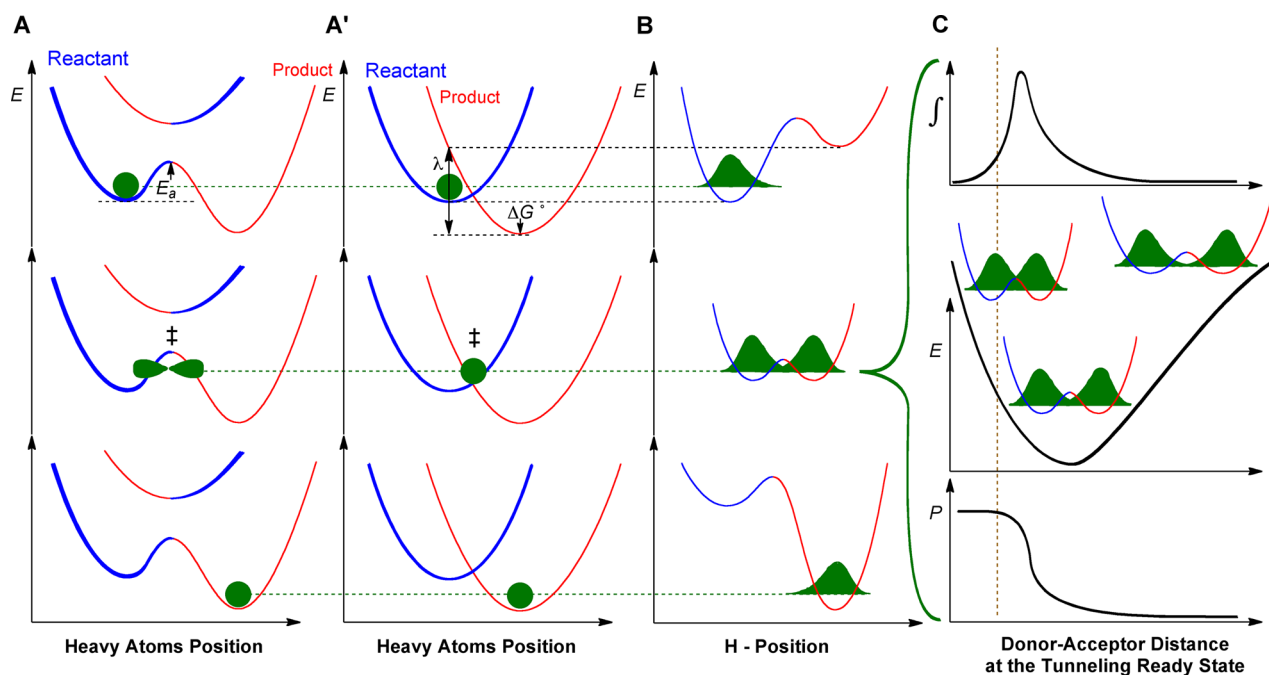 A
A'
B
C
Reactant
Product
E
E_a
Reactant
Product
E
λ
ΔG°
E
∫
‡
‡
E
P
Heavy Atoms Position
Heavy Atoms Position
H - Position
Donor-Acceptor Distance
at the Tunneling Ready State